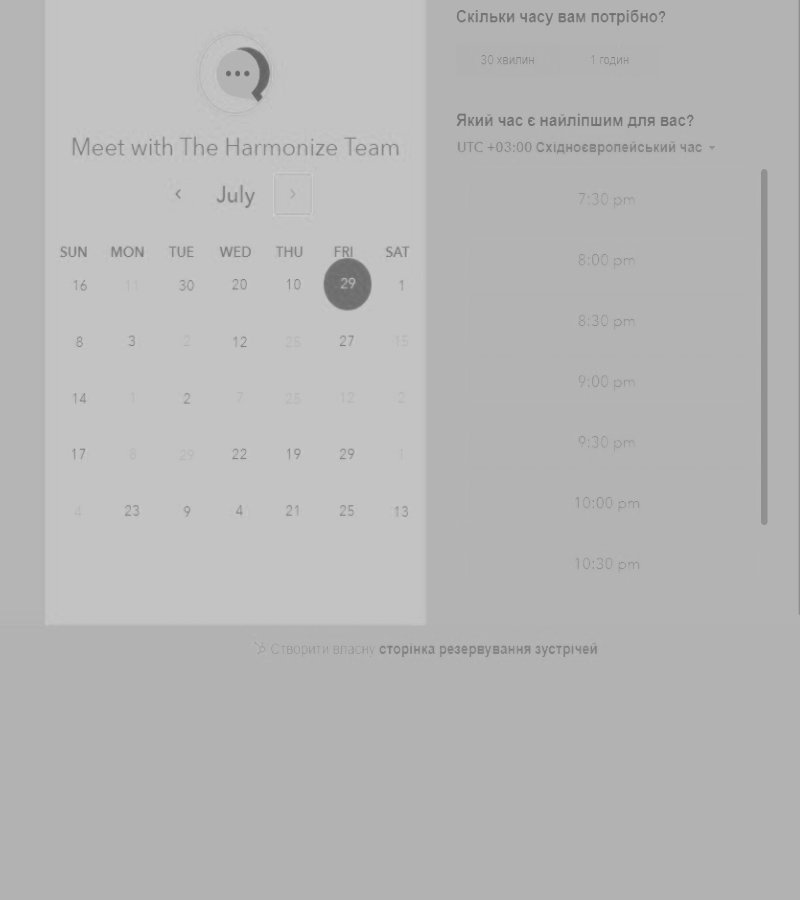 Meet with The Harmonize Team
July
SUN MON TUE WED THU FRI SAT
16 11 30 20 10 29 1
8 3 2 12 25 27 15
14 1 2 7 25 12 2
17 8 29 22 19 29 1
4 23 9 4 21 25 13
Скільки часу вам потрібно?
30 хвилин 1 годин
Який час є найліпшим для вас?
UTC +03:00 Східноєвропейський час
7:30 pm
8:00 pm
8:30 pm
9:00 pm
9:30 pm
10:00 pm
10:30 pm
Створити власну сторінка резервування зустрічей